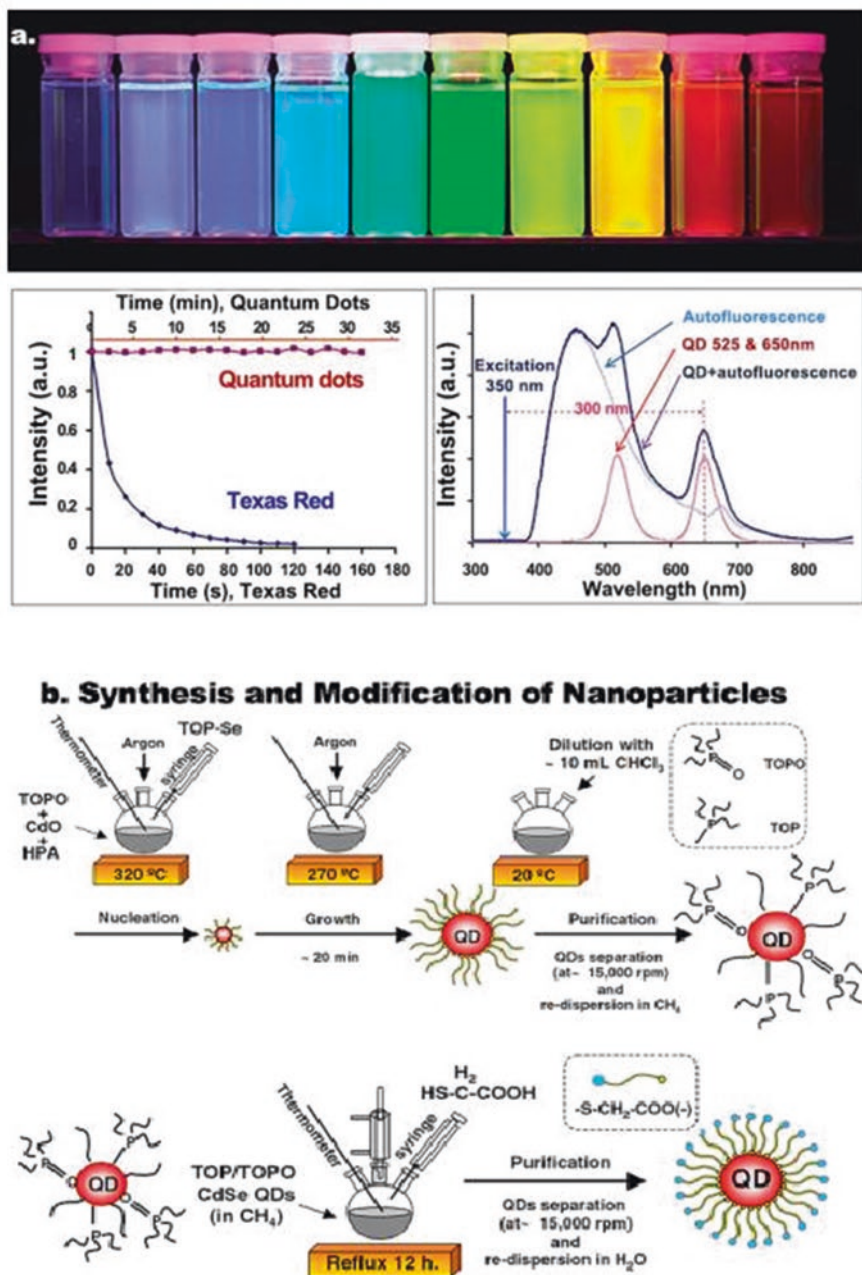 a.
Time (min), Quantum Dots
0 5 10 15 20 25 30 35
1
0.8
0.6
0.4
0.2
0
Intensity (a.u.)
Quantum dots
Texas Red
0 20 40 60 80 100 120 140 160 180
Time (s), Texas Red
Intensity (a.u.)
Autofluorescence
QD 525 & 650nm
QD+autofluorescence
Excitation
350 nm
300 nm
300 400 500 600 700 800
Wavelength (nm)
b. Synthesis and Modification of Nanoparticles
Thermometer
Argon
TOP-Se
syringe
TOPO
+
CdO
+
HPA
320 ºC
Argon
270 ºC
Dilution with
~ 10 mL CHCl3
20 ºC
P O TOPO
P TOP
Nucleation
Growth
~ 20 min
QD
Purification
QDs separation
(at~ 15,000 rpm)
and
re-dispersion in CH4
P O
P
QD
O P
P
P
P O
QD
O P
P
TOP/TOPO
CdSe QDs
(in CH4)
Thermometer
syringe
H2
HS-C-COOH
Reflux 12 h.
-S-CH2-COO(-)
Purification
QDs separation
(at~ 15,000 rpm)
and
re-dispersion in H2O
QD